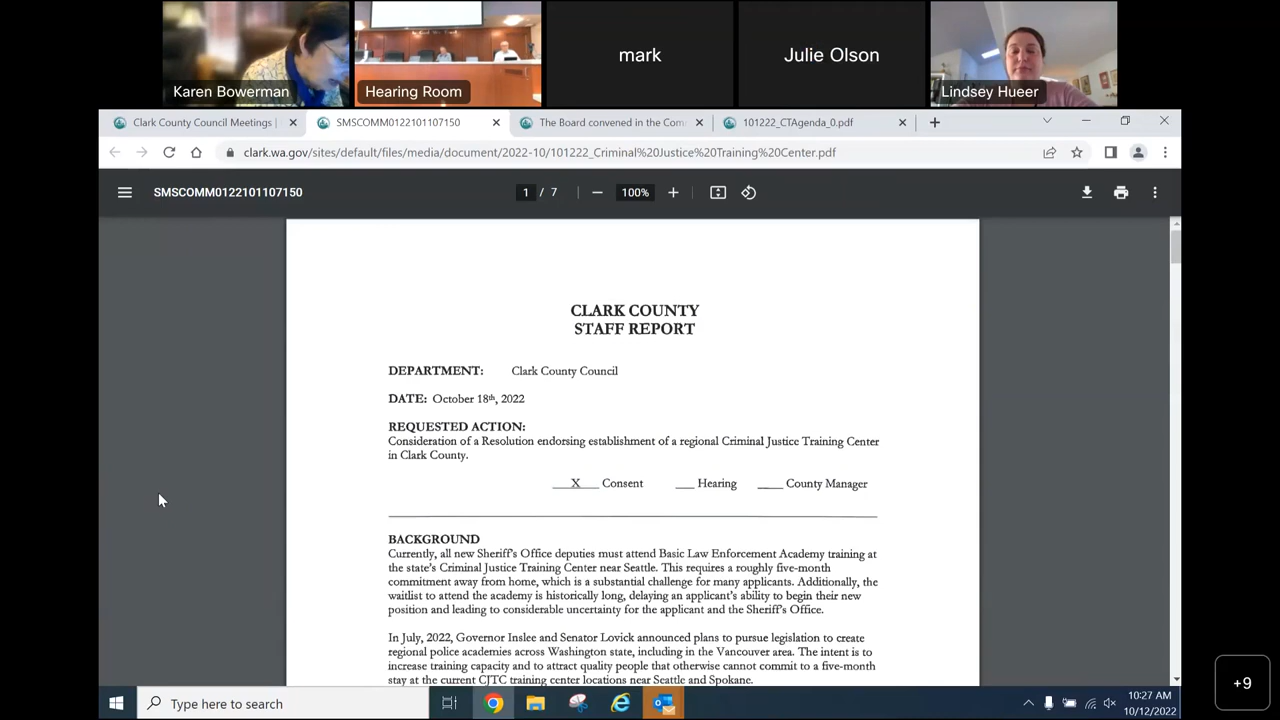 mark
Julie Olson
Karen Bowerman
Hearing Room
Lindsey Hueer
Clark County Council Meetings |
SMSCOMM0122101107150
The Board convened in the Com
101222_CTAgenda_0.pdf
clark.wa.gov/sites/default/files/media/document/2022-10/101222_Criminal%20Justice%20Training%20Center.pdf
SMSCOMM0122101107150
1 / 7
100%
CLARK COUNTY
STAFF REPORT
DEPARTMENT: Clark County Council
DATE: October 18th, 2022
REQUESTED ACTION:
Consideration of a Resolution endorsing establishment of a regional Criminal Justice Training Center
in Clark County.
X Consent ___ Hearing ____ County Manager
BACKGROUND
Currently, all new Sheriff's Office deputies must attend Basic Law Enforcement Academy training at
the state's Criminal Justice Training Center near Seattle. This requires a roughly five-month
commitment away from home, which is a substantial challenge for many applicants. Additionally, the
waitlist to attend the academy is historically long, delaying an applicant's ability to begin their new
position and leading to considerable uncertainty for the applicant and the Sheriff's Office.
In July, 2022, Governor Inslee and Senator Lovick announced plans to pursue legislation to create
regional police academies across Washington state, including in the Vancouver area. The intent is to
increase training capacity and to attract quality people that otherwise cannot commit to a five-month
stay at the current CJTC training center locations near Seattle and Spokane.
+9
Type here to search
10:27 AM
10/12/2022